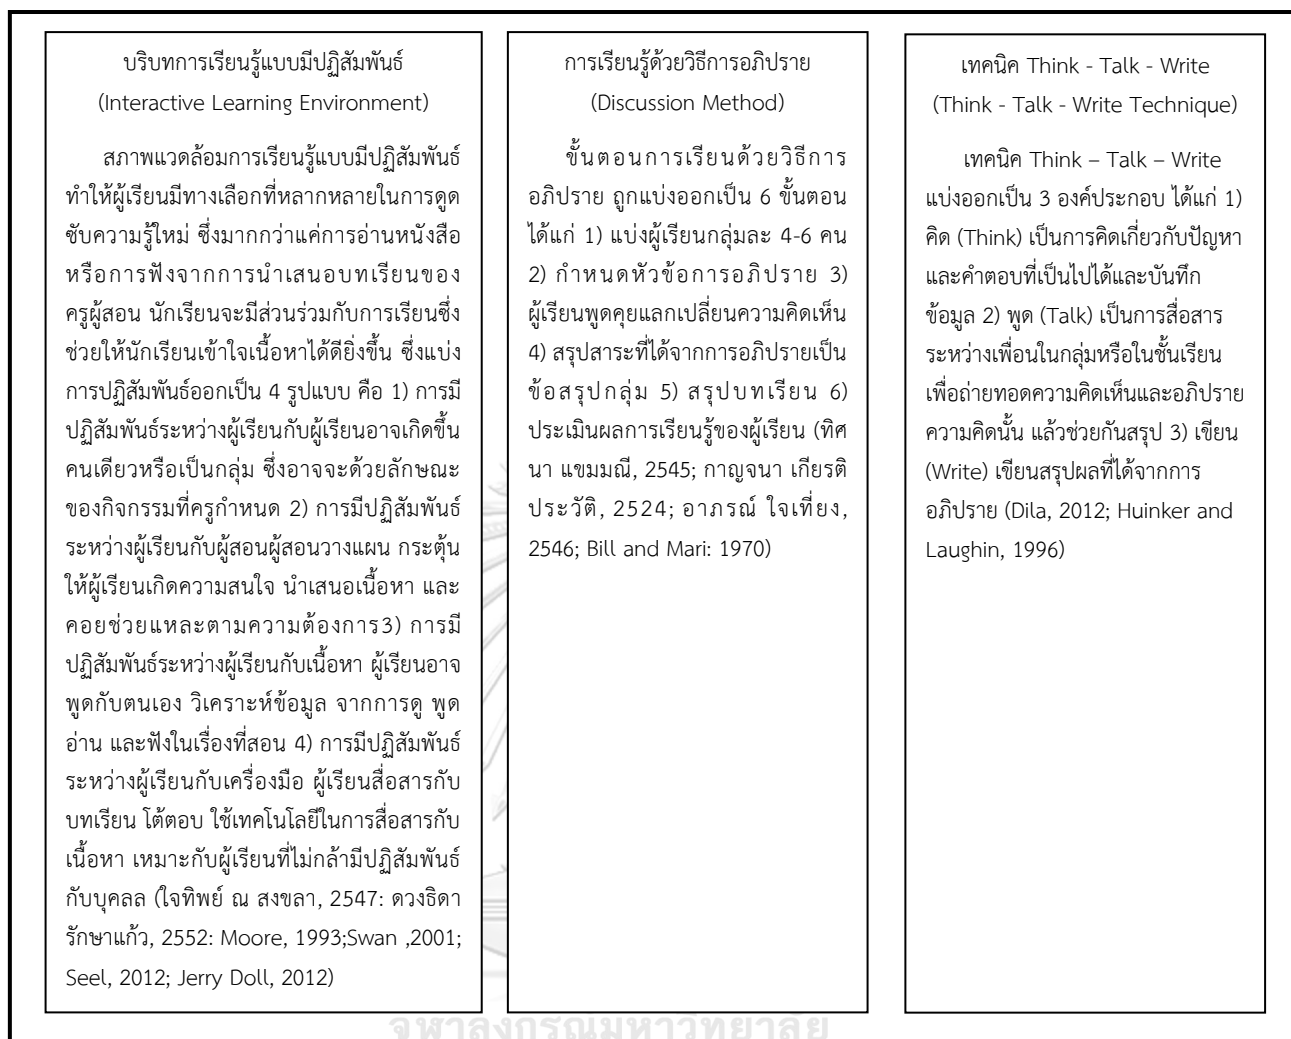 บริบทการเรียนรู้แบบมีปฏิสัมพันธ์
(Interactive Learning Environment)
สภาพแวดล้อมการเรียนรู้แบบมีปฏิสัมพันธ์
ทำให้ผู้เรียนมีทางเลือกที่หลากหลายในการดูด
ซับความรู้ใหม่ ซึ่งมากกว่าแค่การอ่านหนังสือ
หรือการฟังจากการนำเสนอบทเรียนของ
ครูผู้สอน นักเรียนจะมีส่วนร่วมกับการเรียนซึ่ง
ช่วยให้นักเรียนเข้าใจเนื้อหาได้ดียิ่งขึ้น ซึ่งแบ่ง
การปฏิสัมพันธ์ออกเป็น 4 รูปแบบ คือ 1) การมี
ปฏิสัมพันธ์ระหว่างผู้เรียนกับผู้เรียนอาจเกิดขึ้น
คนเดียวหรือเป็นกลุ่ม ซึ่งอาจจะด้วยลักษณะ
ของกิจกรรมที่ครูกำหนด 2) การมีปฏิสัมพันธ์
ระหว่างผู้เรียนกับผู้สอนผู้สอนวางแผน กระตุ้น
ให้ผู้เรียนเกิดความสนใจ นำเสนอเนื้อหา และ
คอยช่วยแหละตามความต้องการ3) การมี
ปฏิสัมพันธ์ระหว่างผู้เรียนกับเนื้อหา ผู้เรียนอาจ
พูดกับตนเอง วิเคราะห์ข้อมูล จากการดู พูด
อ่าน และฟังในเรื่องที่สอน 4) การมีปฏิสัมพันธ์
ระหว่างผู้เรียนกับเครื่องมือ ผู้เรียนสื่อสารกับ
บทเรียน โต้ตอบ ใช้เทคโนโลยีในการสื่อสารกับ
เนื้อหา เหมาะกับผู้เรียนที่ไม่กล้ามีปฏิสัมพันธ์
กับบุคลล (ใจทิพย์ ณ สงขลา, 2547: ดวงธิดา
รักษาแก้ว, 2552: Moore, 1993;Swan ,2001;
Seel, 2012; Jerry Doll, 2012)
การเรียนรู้ด้วยวิธีการอภิปราย
(Discussion Method)
ขั้นตอนการเรียนด้วยวิธีการ
อภิปราย ถูกแบ่งออกเป็น 6 ขั้นตอน
ได้แก่ 1) แบ่งผู้เรียนกลุ่มละ 4-6 คน
2) กำหนดหัวข้อการอภิปราย 3)
ผู้เรียนพูดคุยแลกเปลี่ยนความคิดเห็น
4) สรุปสาระที่ได้จากการอภิปรายเป็น
ข้อสรุปกลุ่ม 5) สรุปบทเรียน 6)
ประเมินผลการเรียนรู้ของผู้เรียน (ทิศ
นา แขมมณี, 2545; กาญจนา เกียรติ
ประวัติ, 2524; อาภรณ์ ใจเที่ยง,
2546; Bill and Mari: 1970)
เทคนิค Think - Talk - Write
(Think - Talk - Write Technique)
เทคนิค Think – Talk – Write
แบ่งออกเป็น 3 องค์ประกอบ ได้แก่ 1)
คิด (Think) เป็นการคิดเกี่ยวกับปัญหา
และคำตอบที่เป็นไปได้และบันทึก
ข้อมูล 2) พูด (Talk) เป็นการสื่อสาร
ระหว่างเพื่อนในกลุ่มหรือในชั้นเรียน
เพื่อถ่ายทอดความคิดเห็นและอภิปราย
ความคิดนั้น แล้วช่วยกันสรุป 3) เขียน
(Write) เขียนสรุปผลที่ได้จากการ
อภิปราย (Dila, 2012; Huinker and
Laughin, 1996)
จุฬาลงกรณ์มหาวิทยาลัย